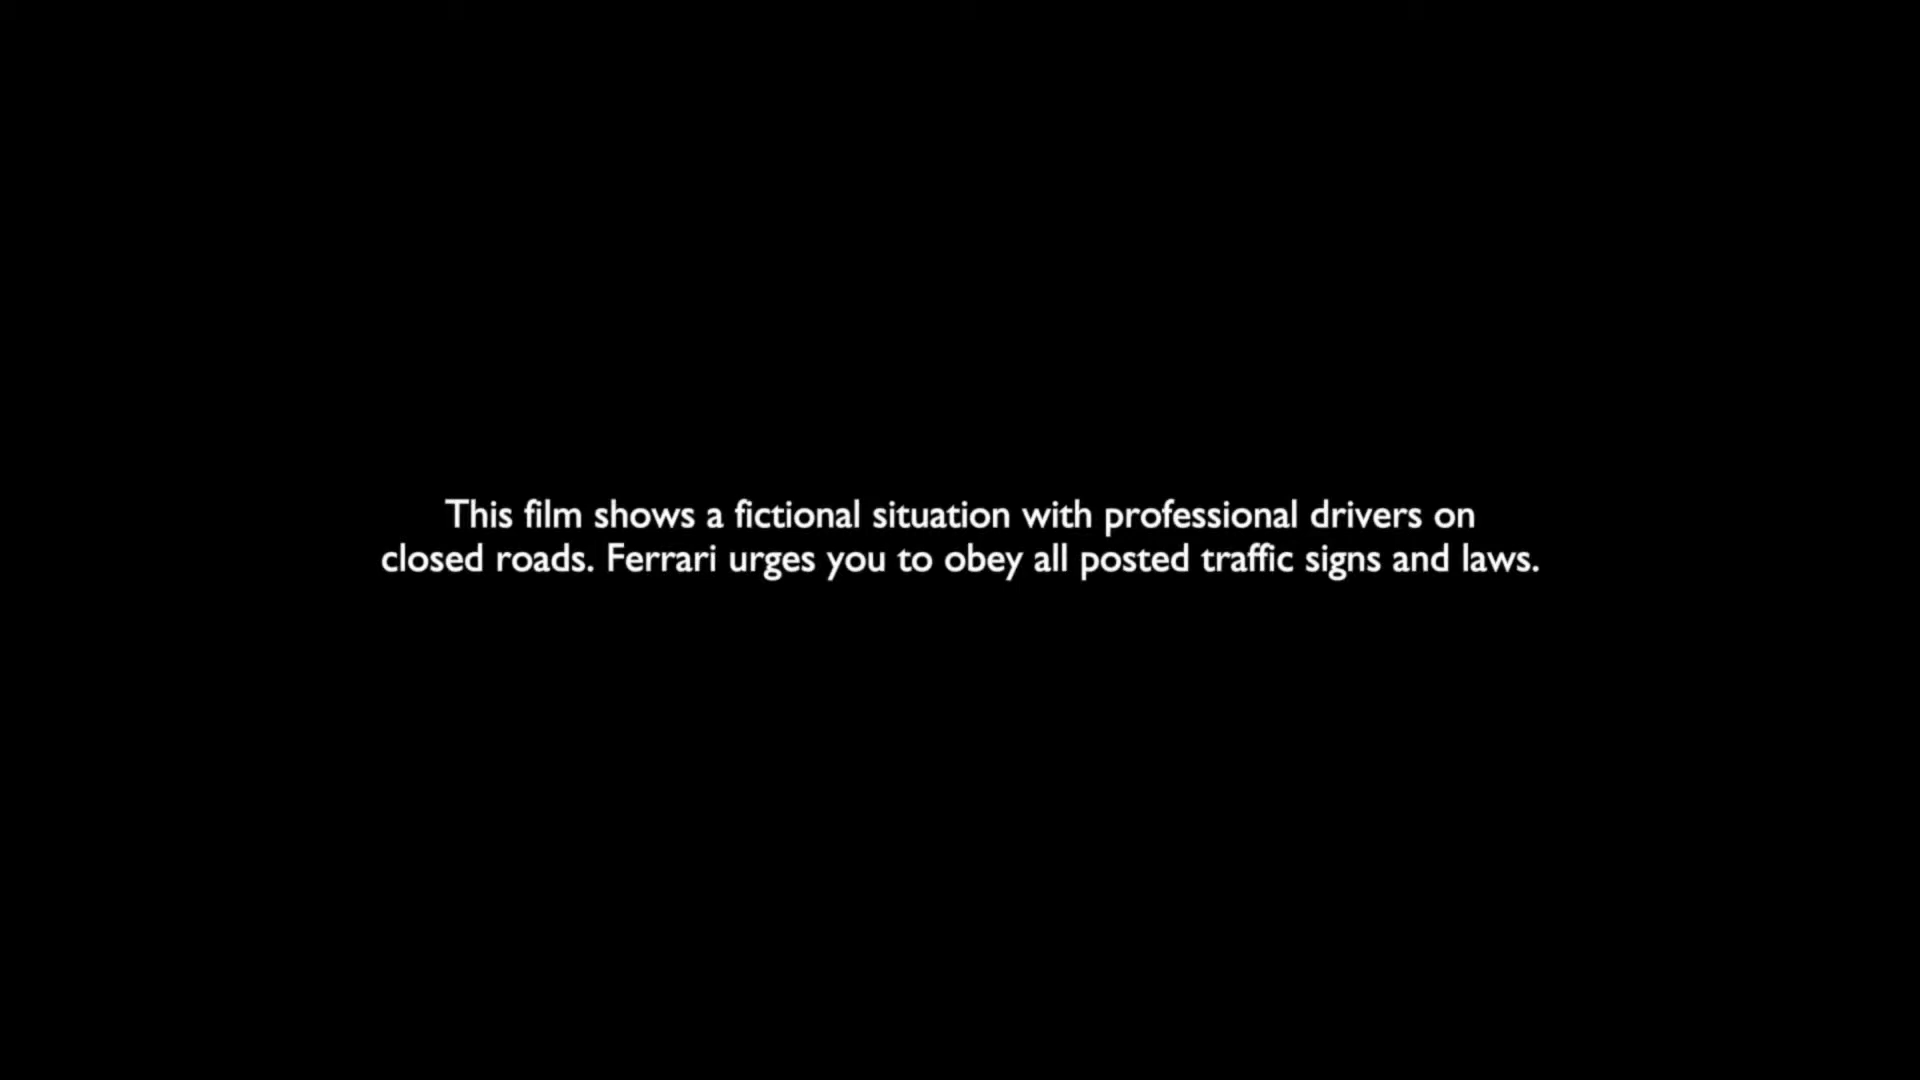 This film shows a fictional situation with professional drivers on
closed roads. Ferrari urges you to obey all posted traffic signs and laws.